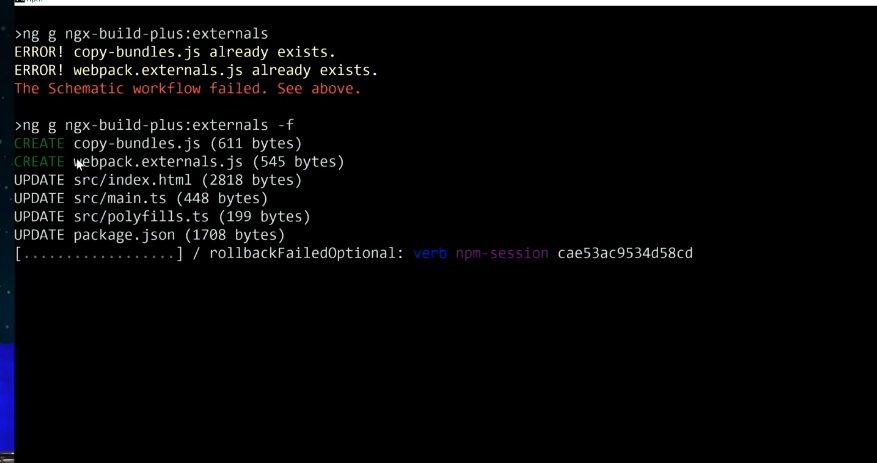 >ng g ngx-build-plus:externals
ERROR! copy-bundles.js already exists.
ERROR! webpack.externals.js already exists.
The Schematic workflow failed. See above.
>ng g ngx-build-plus:externals -f
CREATE copy-bundles.js (611 bytes)
CREATE webpack.externals.js (545 bytes)
UPDATE src/index.html (2818 bytes)
UPDATE src/main.ts (448 bytes)
UPDATE src/polyfills.ts (199 bytes)
UPDATE package.json (1708 bytes)
[..................] / rollbackFailedOptional: verb npm-session cae53ac9534d58cd